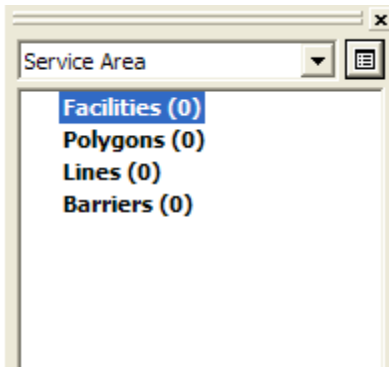 Service Area
Facilities (0)
Polygons (0)
Lines (0)
Barriers (0)